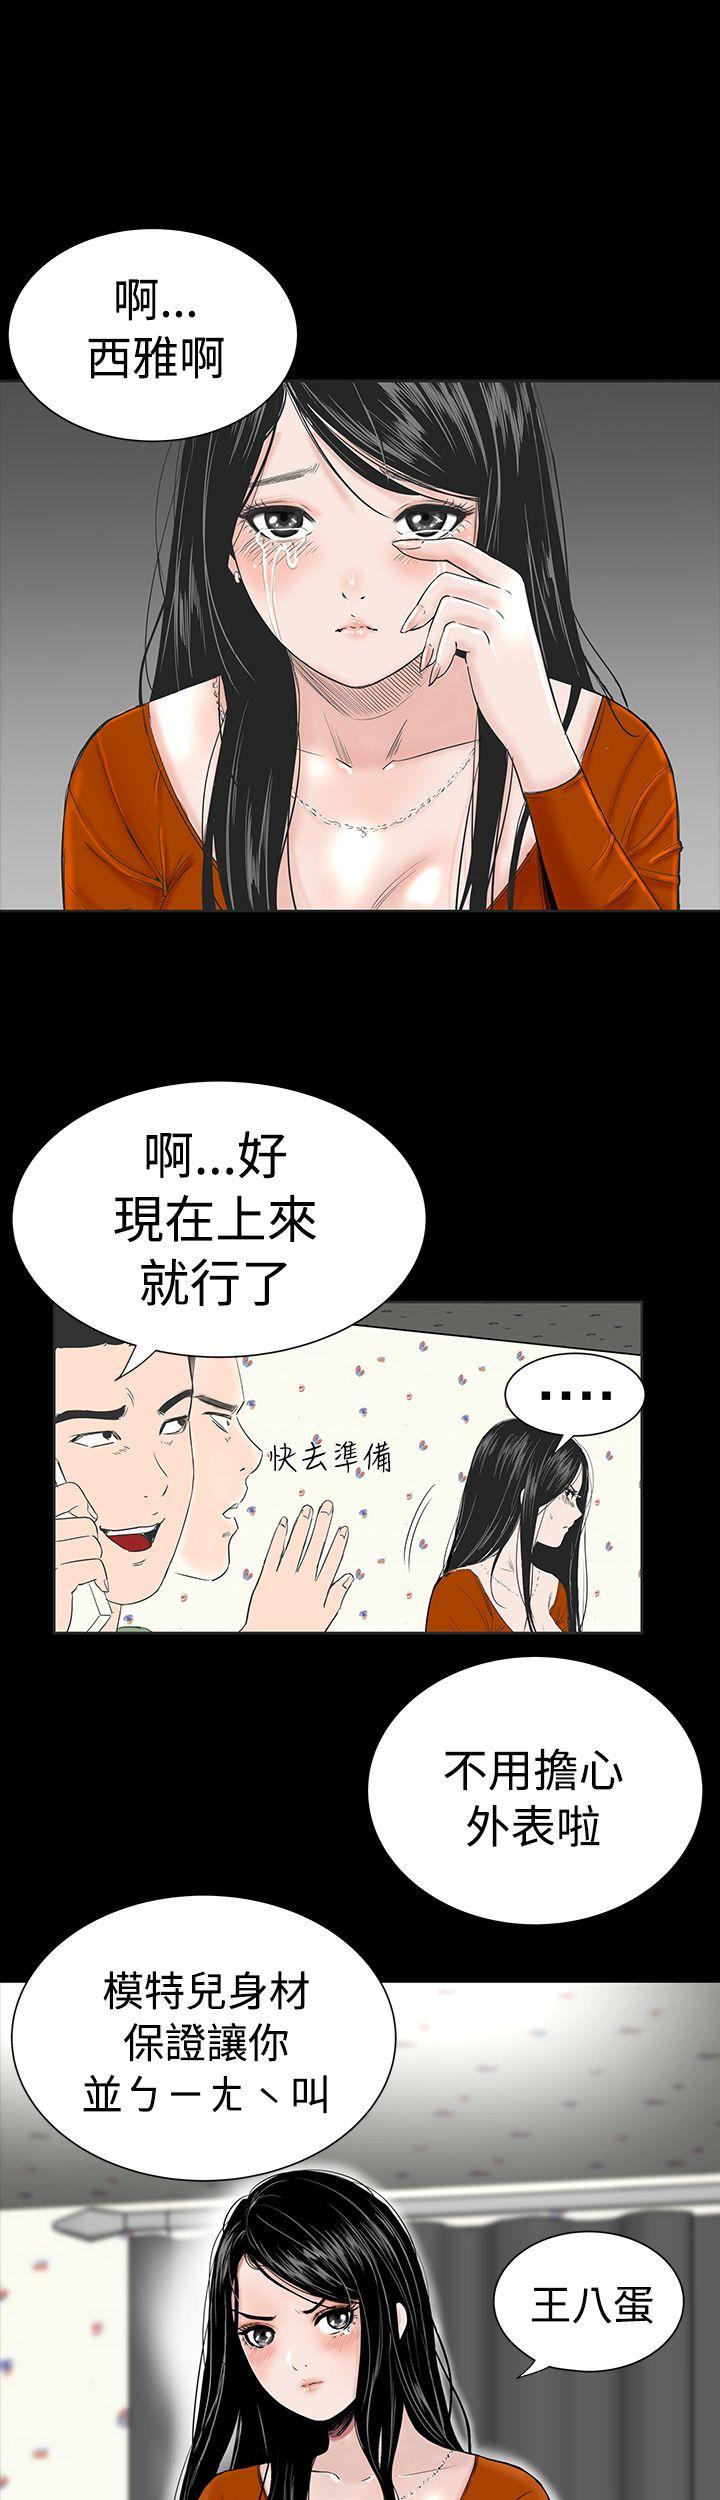 啊...
西雅啊
啊...好
現在上來
就行了
....
快去準備
不用擔心
外表啦
模特兒身材
保證讓你
並ㄅㄧㄤˋ叫
王八蛋